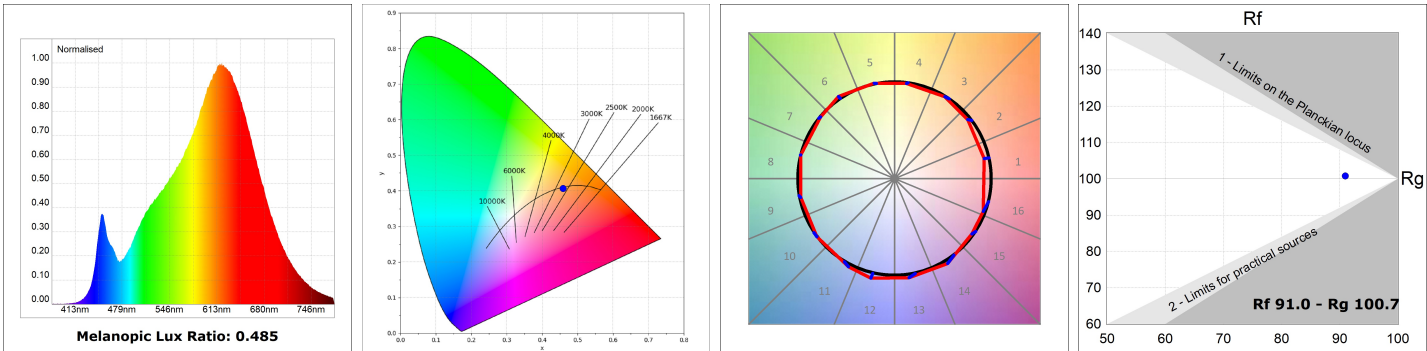 Normalised
1.00
0.90
0.80
0.70
0.60
0.50
0.40
0.30
0.20
0.10
0.00
413nm 479nm 546nm 613nm 680nm 746nm
Melanopic Lux Ratio: 0.485
0.9
0.8
0.7
0.6
0.5
0.4
0.3
0.2
0.1
0.0
y
0.0 0.1 0.2 0.3 0.4 0.5 0.6 0.7 0.8
x
10000K
6000K
4000K
3000K
2500K
2000K
1667K
1
2
3
4
5
6
7
8
9
10
11
12
13
14
15
16
Rf
140
130
120
110
100
90
80
70
60
50 60 70 80 90 100
Rg
1 - Limits on the Planckian locus
2 - Limits for practical sources
Rf 91.0 - Rg 100.7